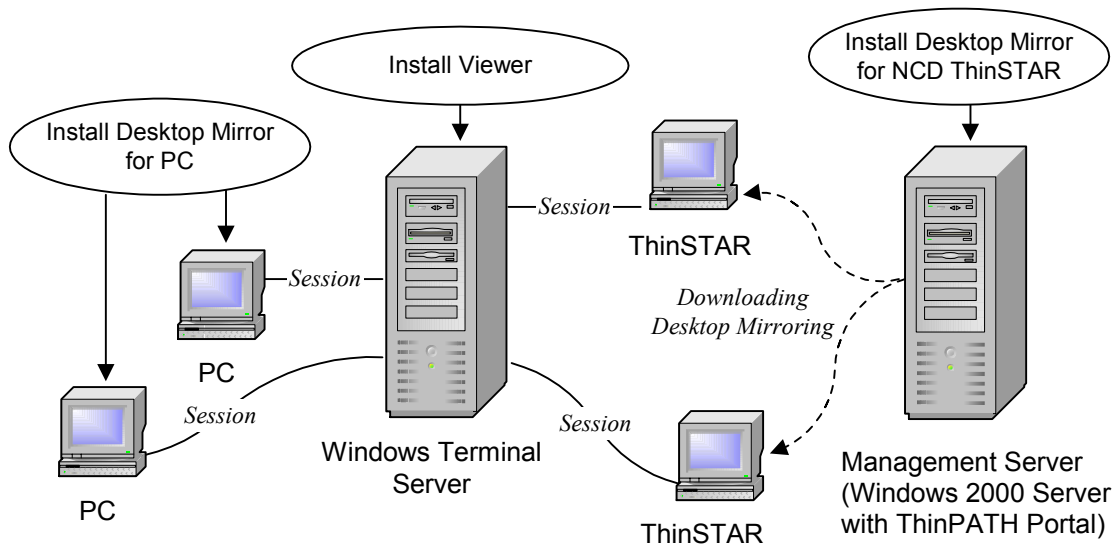 Install Desktop Mirror
for NCD ThinSTAR
Install Viewer
Install Desktop Mirror
for PC
Session
ThinSTAR
Session
Downloading
Desktop Mirroring
PC
Session
Session
Windows Terminal
Server
Management Server
(Windows 2000 Server
with ThinPATH Portal)
PC
ThinSTAR